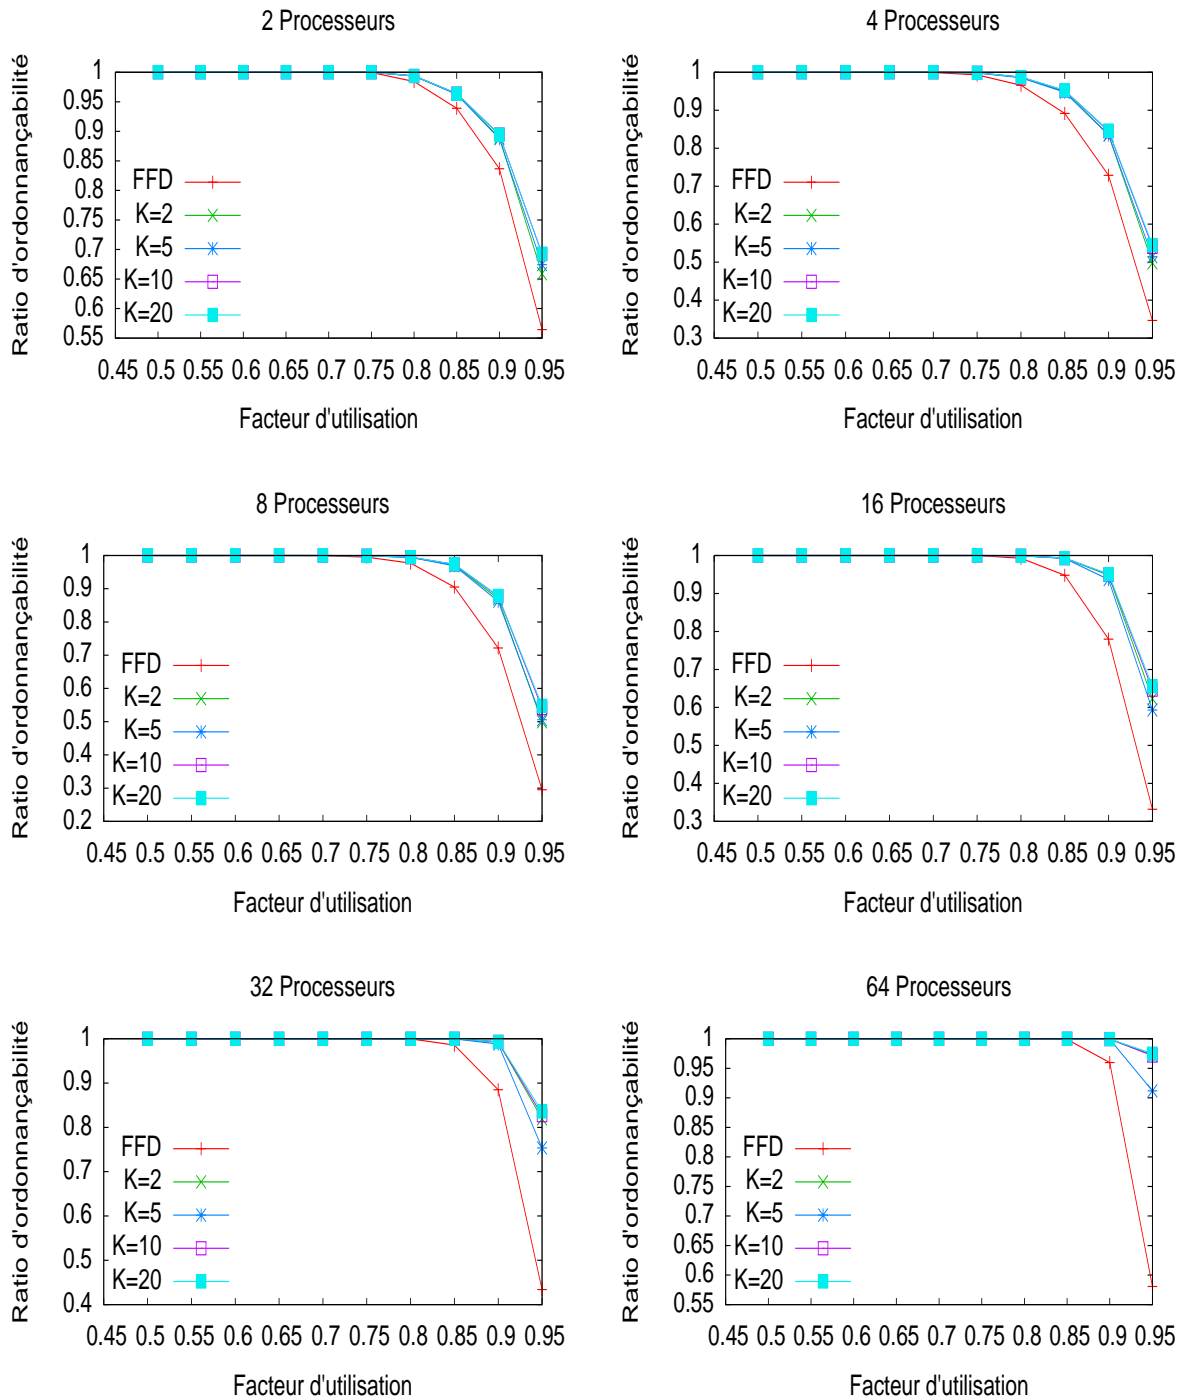 2 Processeurs
Ratio d'ordonnançabilité
1
0.95
0.9
0.85
0.8
0.75
0.7
0.65
0.6
0.55
FFD
K=2
K=5
K=10
K=20
0.45 0.5 0.55 0.6 0.65 0.7 0.75 0.8 0.85 0.9 0.95
Facteur d'utilisation
4 Processeurs
Ratio d'ordonnançabilité
1
0.9
0.8
0.7
0.6
0.5
0.4
0.3
FFD
K=2
K=5
K=10
K=20
0.45 0.5 0.55 0.6 0.65 0.7 0.75 0.8 0.85 0.9 0.95
Facteur d'utilisation
8 Processeurs
Ratio d'ordonnançabilité
1
0.9
0.8
0.7
0.6
0.5
0.4
0.3
0.2
FFD
K=2
K=5
K=10
K=20
0.45 0.5 0.55 0.6 0.65 0.7 0.75 0.8 0.85 0.9 0.95
Facteur d'utilisation
16 Processeurs
Ratio d'ordonnançabilité
1
0.9
0.8
0.7
0.6
0.5
0.4
0.3
FFD
K=2
K=5
K=10
K=20
0.45 0.5 0.55 0.6 0.65 0.7 0.75 0.8 0.85 0.9 0.95
Facteur d'utilisation
32 Processeurs
Ratio d'ordonnançabilité
1
0.9
0.8
0.7
0.6
0.5
0.4
FFD
K=2
K=5
K=10
K=20
0.45 0.5 0.55 0.6 0.65 0.7 0.75 0.8 0.85 0.9 0.95
Facteur d'utilisation
64 Processeurs
Ratio d'ordonnançabilité
1
0.95
0.9
0.85
0.8
0.75
0.7
0.65
0.6
0.55
FFD
K=2
K=5
K=10
K=20
0.45 0.5 0.55 0.6 0.65 0.7 0.75 0.8 0.85 0.9 0.95
Facteur d'utilisation